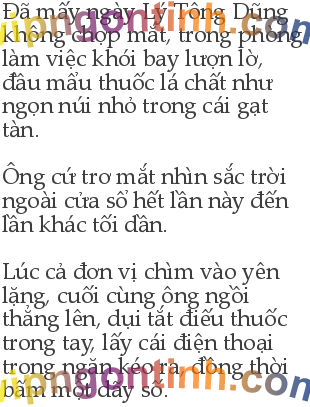 Đã mấy ngày Lý Tông Dũng
không chợp mắt, trong phòng
làm việc khói bay lượn lờ,
đầu mẩu thuốc lá chất như
ngọn núi nhỏ trong cái gạt
tàn.
Ông cứ trơ mắt nhìn sắc trời
ngoài cửa sổ hết lần này đến
lần khác tối dần.
Lúc cả đơn vị chìm vào yên
lặng, cuối cùng ông ngồi
thẳng lên, dụi tắt điếu thuốc
trong tay, lấy cái điện thoại
trong ngăn kéo ra, đồng thời
bấm một dãy số.
vipngontinh.com
vipngontinh.com